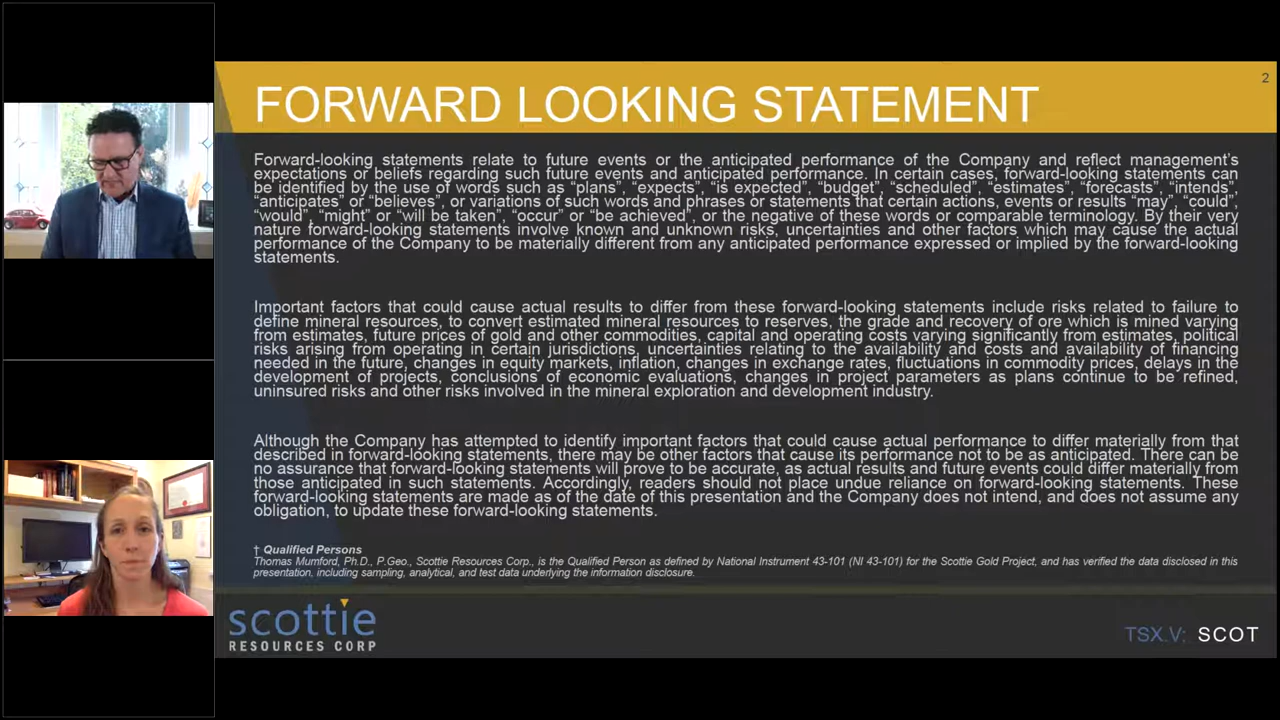 2
FORWARD LOOKING STATEMENT
Forward-looking statements relate to future events or the anticipated performance of the Company and reflect management’s
expectations or beliefs regarding such future events and anticipated performance. In certain cases, forward-looking statements can
be identified by the use of words such as “plans”, “expects”, “is expected”, “budget”, “scheduled”, “estimates”, “forecasts”, “intends”,
“anticipates” or “believes”, or variations of such words and phrases or statements that certain actions, events or results “may”, “could”,
“would”, “might” or “will be taken”, “occur” or “be achieved”, or the negative of these words or comparable terminology. By their very
nature forward-looking statements involve known and unknown risks, uncertainties and other factors which may cause the actual
performance of the Company to be materially different from any anticipated performance expressed or implied by the forward-looking
statements.
Important factors that could cause actual results to differ from these forward-looking statements include risks related to failure to
define mineral resources, to convert estimated mineral resources to reserves, the grade and recovery of ore which is mined varying
from estimates, future prices of gold and other commodities, capital and operating costs varying significantly from estimates, political
risks arising from operating in certain jurisdictions, uncertainties relating to the availability and costs and availability of financing
needed in the future, changes in equity markets, inflation, changes in exchange rates, fluctuations in commodity prices, delays in the
development of projects, conclusions of economic evaluations, changes in project parameters as plans continue to be refined,
uninsured risks and other risks involved in the mineral exploration and development industry.
Although the Company has attempted to identify important factors that could cause actual performance to differ materially from that
described in forward-looking statements, there may be other factors that cause its performance not to be as anticipated. There can be
no assurance that forward-looking statements will prove to be accurate, as actual results and future events could differ materially from
those anticipated in such statements. Accordingly, readers should not place undue reliance on forward-looking statements. These
forward-looking statements are made as of the date of this presentation and the Company does not intend, and does not assume any
obligation, to update these forward-looking statements.
† Qualified Persons
Thomas Mumford, Ph.D., P.Geo., Scottie Resources Corp., is the Qualified Person as defined by National Instrument 43-101 (NI 43-101) for the Scottie Gold Project, and has verified the data disclosed in this
presentation, including sampling, analytical, and test data underlying the information disclosure.
scottie
RESOURCES CORP
TSX.V: SCOT